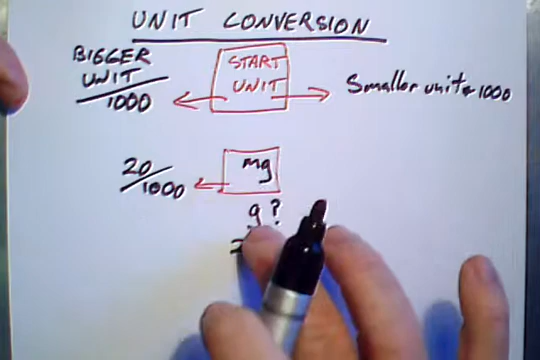 UNIT CONVERSION
BIGGER
UNIT
/1000
START
UNIT
Smaller unit × 1000
20/1000
mg
g?